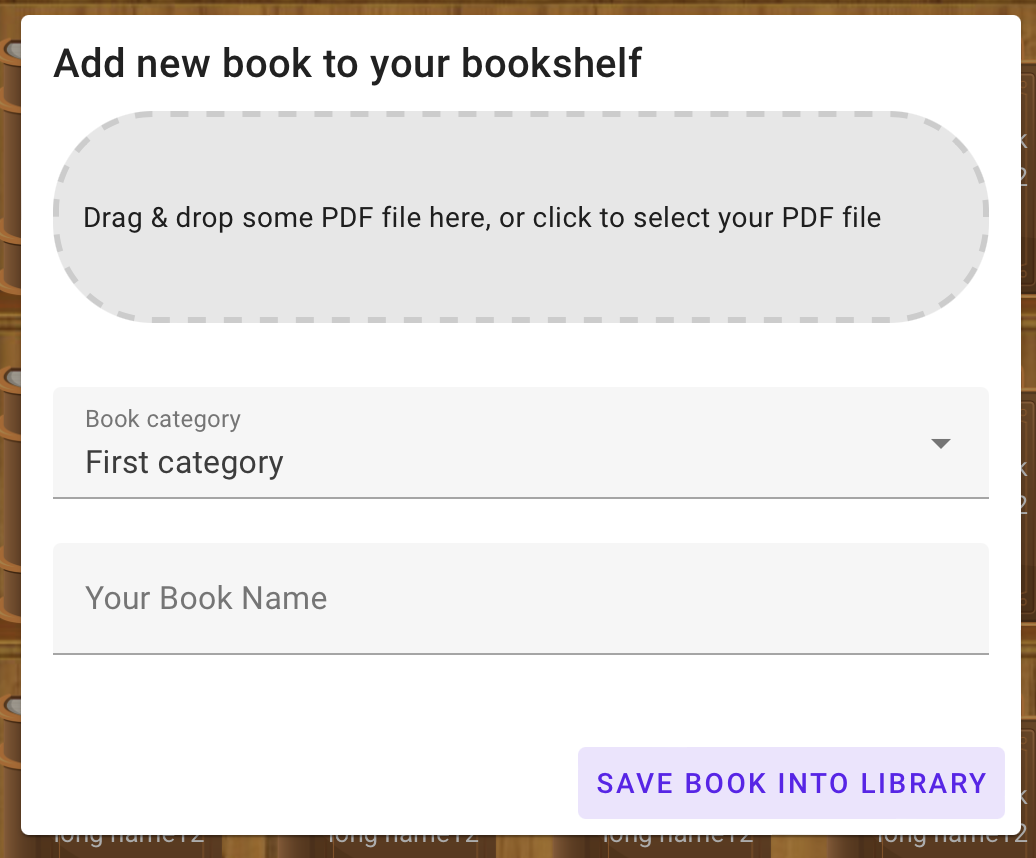 Add new book to your bookshelf
Drag & drop some PDF file here, or click to select your PDF file
Book category
First category
Your Book Name
SAVE BOOK INTO LIBRARY
long name12 long name12 long name12 long name12